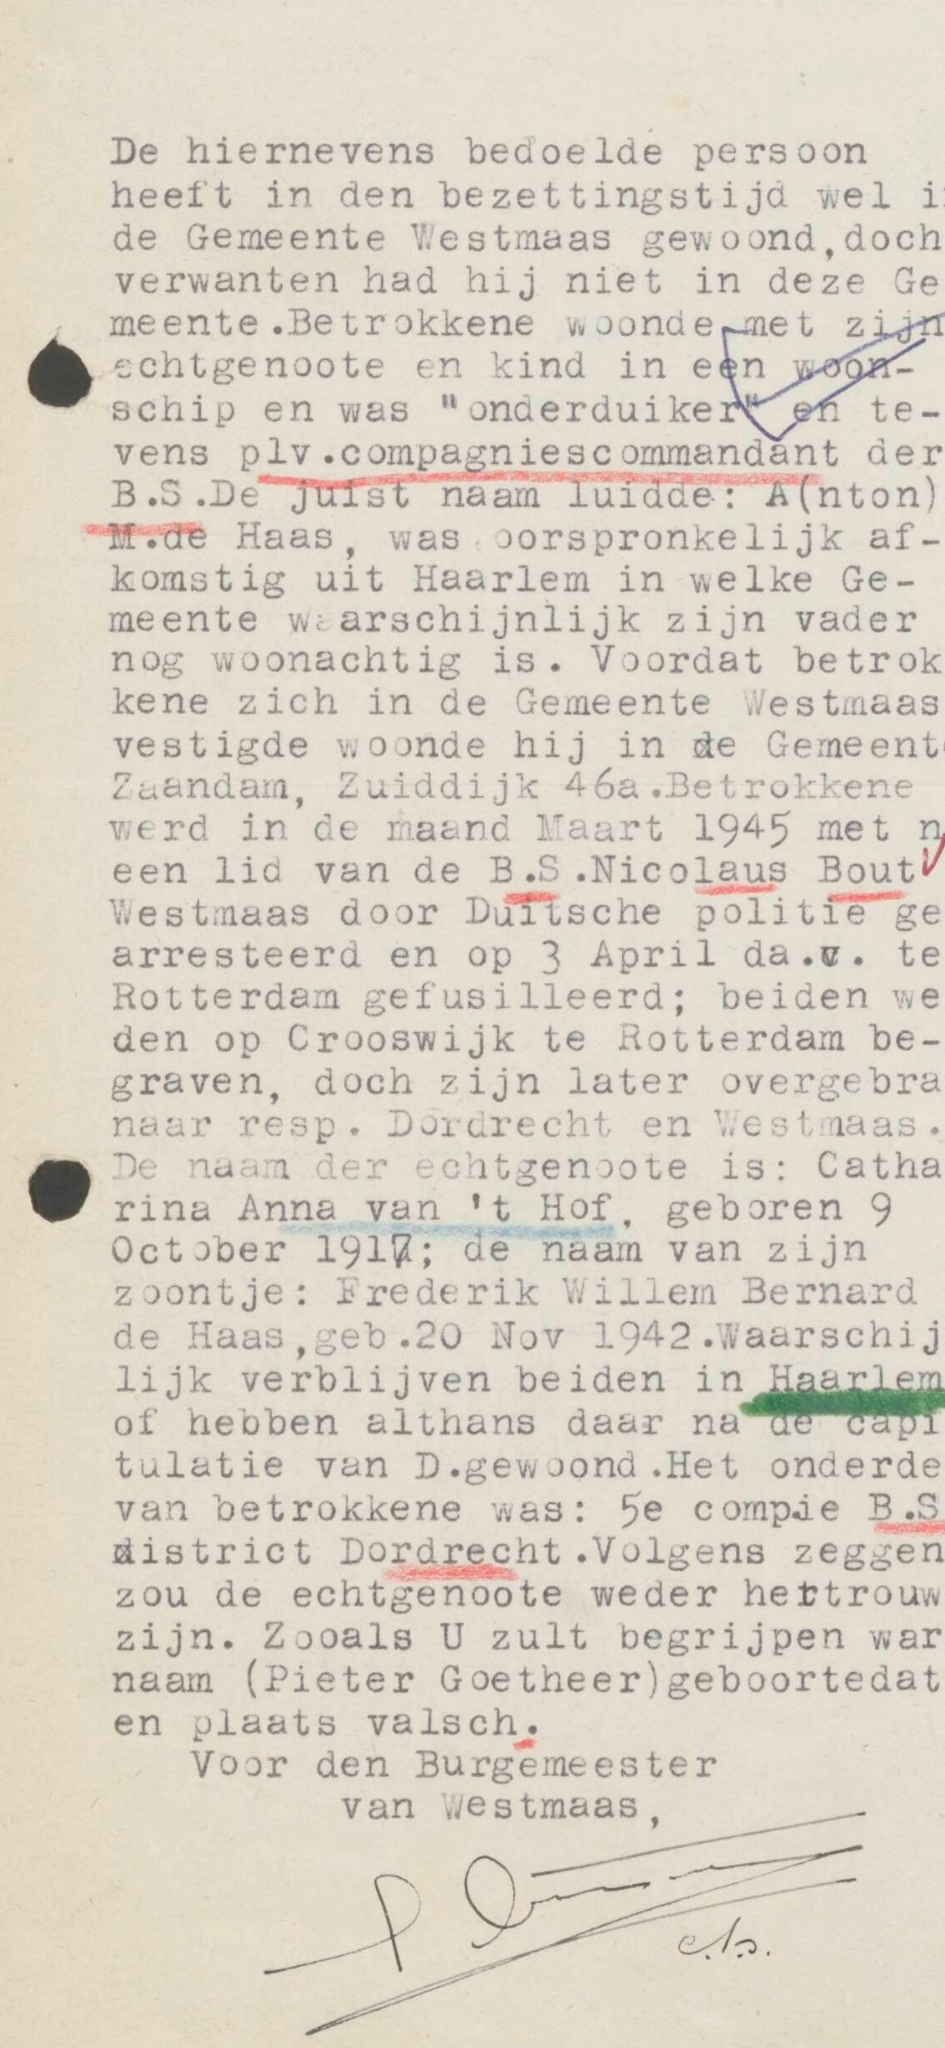 De hiernevens bedoelde persoon
heeft in den bezettingstijd wel i
de Gemeente Westmaas gewoond,doch
verwanten had hij niet in deze Ge
meente.Betrokkene woonde met zijn
echtgenoote en kind in een woon-
schip en was "onderduiker" en te-
vens plv.compagniescommandant der
B.S.De juist naam luidde: A(nton)
M.de Haas, was oorspronkelijk af-
komstig uit Haarlem in welke Ge-
meente waarschijnlijk zijn vader
nog woonachtig is. Voordat betrok
kene zich in de Gemeente Westmaas
vestigde woonde hij in de Gemeent
Zaandam, Zuiddijk 46a.Betrokkene
werd in de maand Maart 1945 met n
een lid van de B.S.Nicolaus Bout
Westmaas door Duitsche politie ge
arresteerd en op 3 April da.v. te
Rotterdam gefusilleerd; beiden we
den op Crooswijk te Rotterdam be-
graven, doch zijn later overgebra
naar resp. Dordrecht en Westmaas.
De naam der echtgenoote is: Catha
rina Anna van 't Hof, geboren 9
October 1917; de naam van zijn
zoontje: Frederik Willem Bernard
de Haas,geb.20 Nov 1942.Waarschij
lijk verblijven beiden in Haarlem
of hebben althans daar na de capi
tulatie van D.gewoond.Het onderde
van betrokkene was: 5e compie B.S
district Dordrecht.Volgens zeggen
zou de echtgenoote weder hertrouw
zijn. Zooals U zult begrijpen war
naam (Pieter Goetheer)geboortedat
en plaats valsch.
Voor den Burgemeester
van Westmaas,